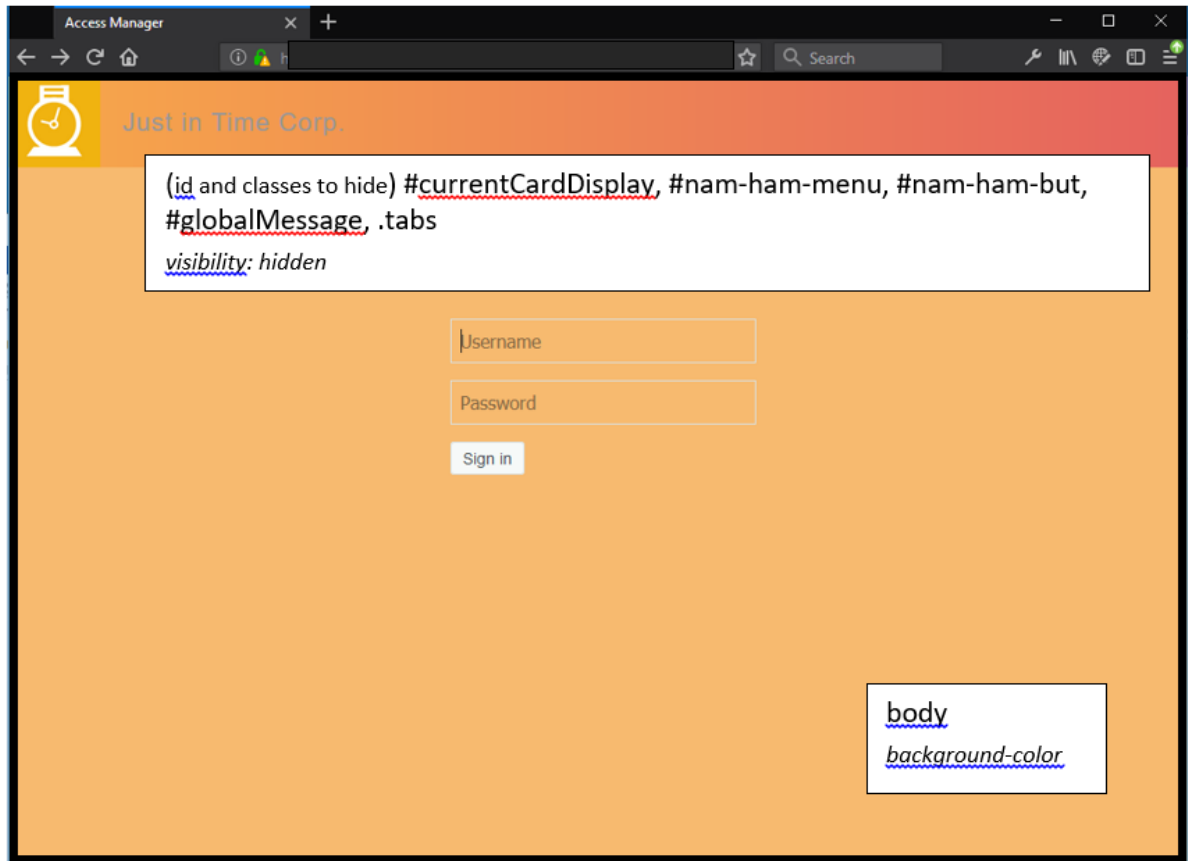 Access Manager
Search
Just in Time Corp.
(id and classes to hide) #currentCardDisplay, #nam-ham-menu, #nam-ham-but,
#globalMessage, .tabs
visibility: hidden
Username
Password
Sign in
body
background-color